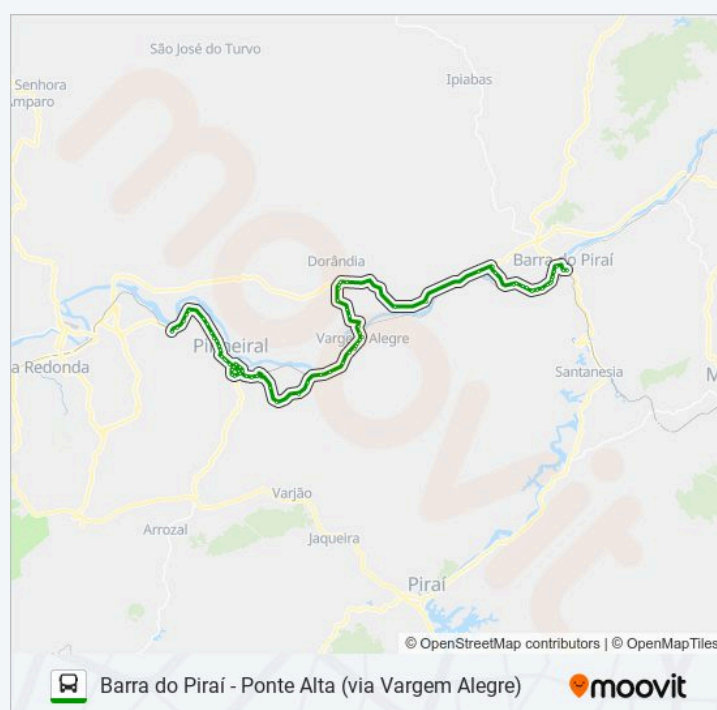 São José do Turvo
Senhora
Amparo
Ipiabas
Dorândia
Barra do Piraí
Pinheiral
Vargem Alegre
a Redonda
Santanesia
M
Varjão
Arrozal
Jaqueira
Piraí
moovit
© OpenStreetMap contributors | © OpenMapTiles
Barra do Piraí - Ponte Alta (via Vargem Alegre)
moovit